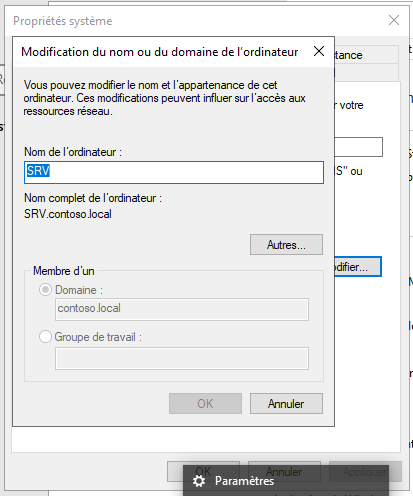 Propriétés système
Modification du nom ou du domaine de l'ordinateur
tance
Vous pouvez modifier le nom et l'appartenance de cet
ordinateur. Ces modifications peuvent influer sur l'accès aux
ressources réseau.
r votre
Nom de l'ordinateur :
SRV
IS" ou
Nom complet de l'ordinateur :
SRV.contoso.local
Autres...
difier...
Membre d'un
Domaine :
contoso.local
Groupe de travail :
OK
Annuler
OK
Annuler
Appliquer
Paramètres